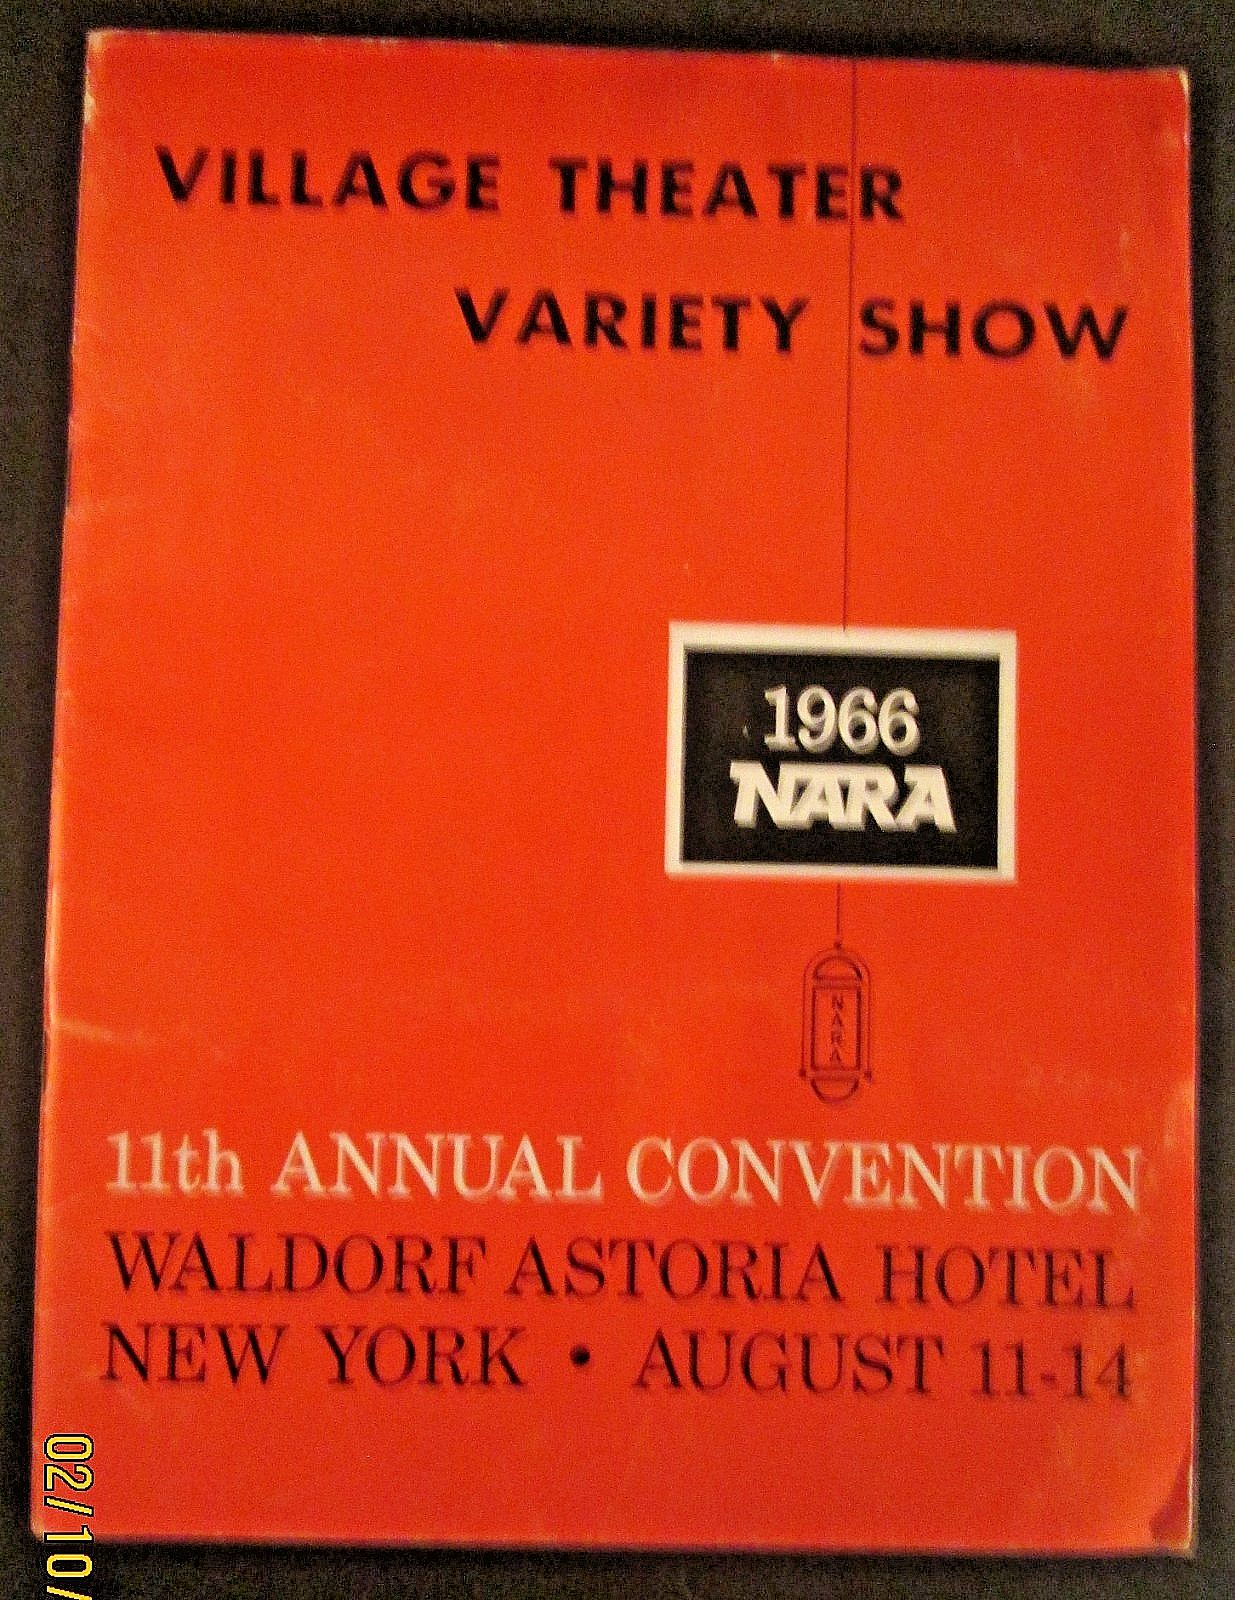 VILLAGE THEATER
VARIETY SHOW
1966
NARA
NARA
11th ANNUAL CONVENTION
WALDORF ASTORIA HOTEL
NEW YORK • AUGUST 11-14
02/10/